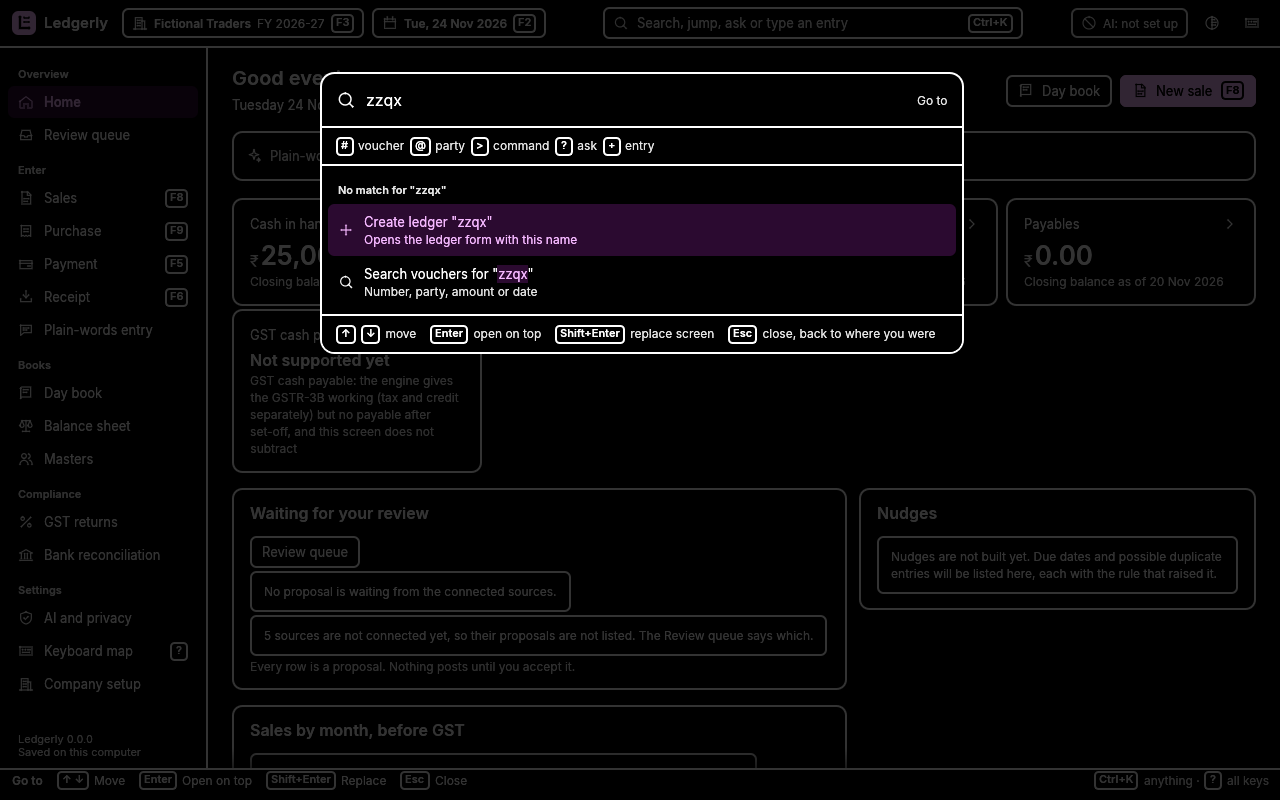 Ledgerly
Fictional Traders FY 2026-27 F3
Tue, 24 Nov 2026 F2
Search, jump, ask or type an entry Ctrl+K
AI: not set up
Overview
Home
Review queue
Enter
Sales F8
Purchase F9
Payment F5
Receipt F6
Plain-words entry
Books
Day book
Balance sheet
Masters
Compliance
GST returns
Bank reconciliation
Settings
AI and privacy
Keyboard map ?
Company setup
Ledgerly 0.0.0
Saved on this computer
Tuesday 24
Day book
New sale F8
zzqx Go to
# voucher @ party > command ? ask + entry
No match for "zzqx"
Create ledger "zzqx"
Opens the ledger form with this name
Search vouchers for "zzqx"
Number, party, amount or date
↑ ↓ move Enter open on top Shift+Enter replace screen Esc close, back to where you were
Cash in
Payables
₹0.00
Closing balance as of 20 Nov 2026
GST cash
Not supported yet
GST cash payable: the engine gives
the GSTR-3B working (tax and credit
separately) but no payable after
set-off, and this screen does not
subtract
Waiting for your review
Review queue
No proposal is waiting from the connected sources.
5 sources are not connected yet, so their proposals are not listed. The Review queue says which.
Every row is a proposal. Nothing posts until you accept it.
Nudges
Nudges are not built yet. Due dates and possible duplicate
entries will be listed here, each with the rule that raised it.
Sales by month, before GST
Go to ↑ ↓ Move Enter Open on top Shift+Enter Replace Esc Close
Ctrl+K anything · ? all keys